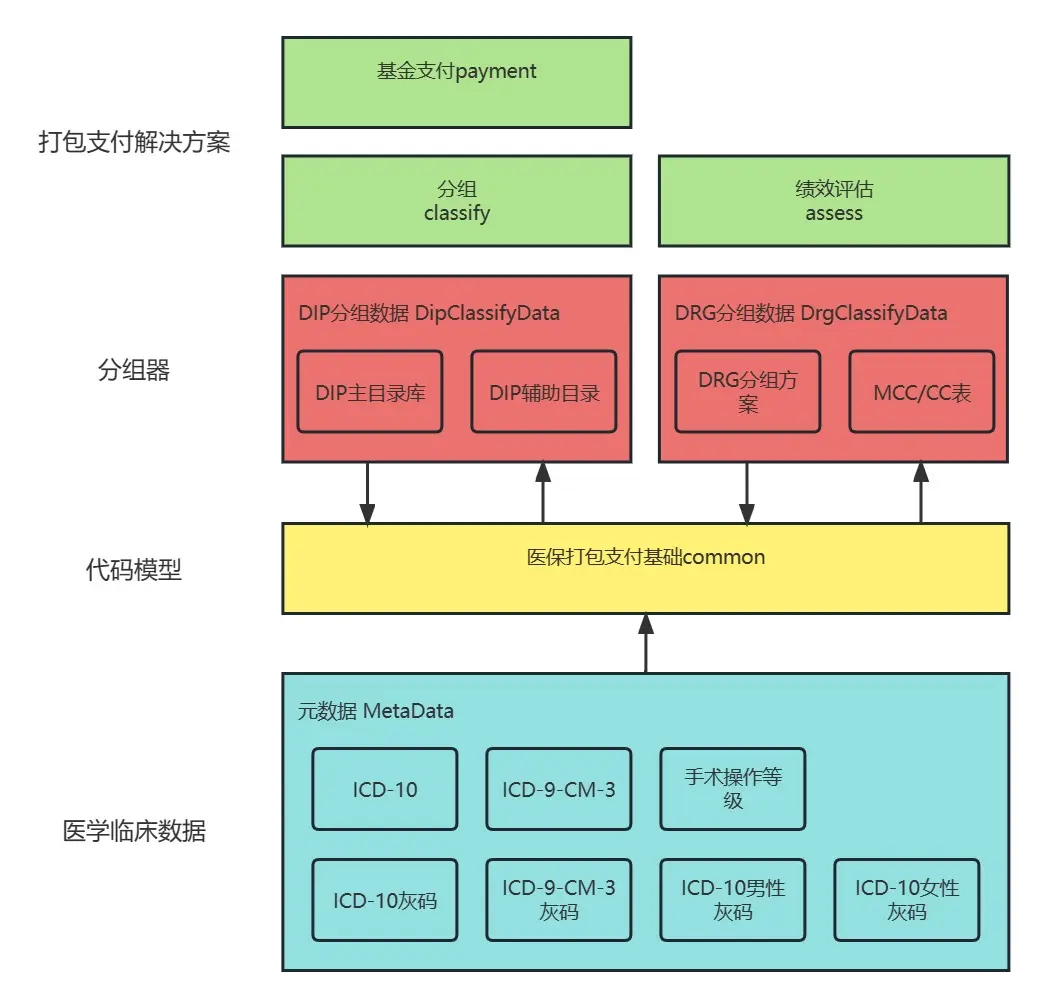 基金支付payment
打包支付解决方案
分组
classify
绩效评估
assess
分组器
DIP分组数据 DipClassifyData
DIP主目录库
DIP辅助目录
DRG分组数据 DrgClassifyData
DRG分组方
案
MCC/CC表
代码模型
医保打包支付基础common
医学临床数据
元数据 MetaData
ICD-10
ICD-9-CM-3
手术操作等
级
ICD-10灰码
ICD-9-CM-3
灰码
ICD-10男性
灰码
ICD-10女性
灰码